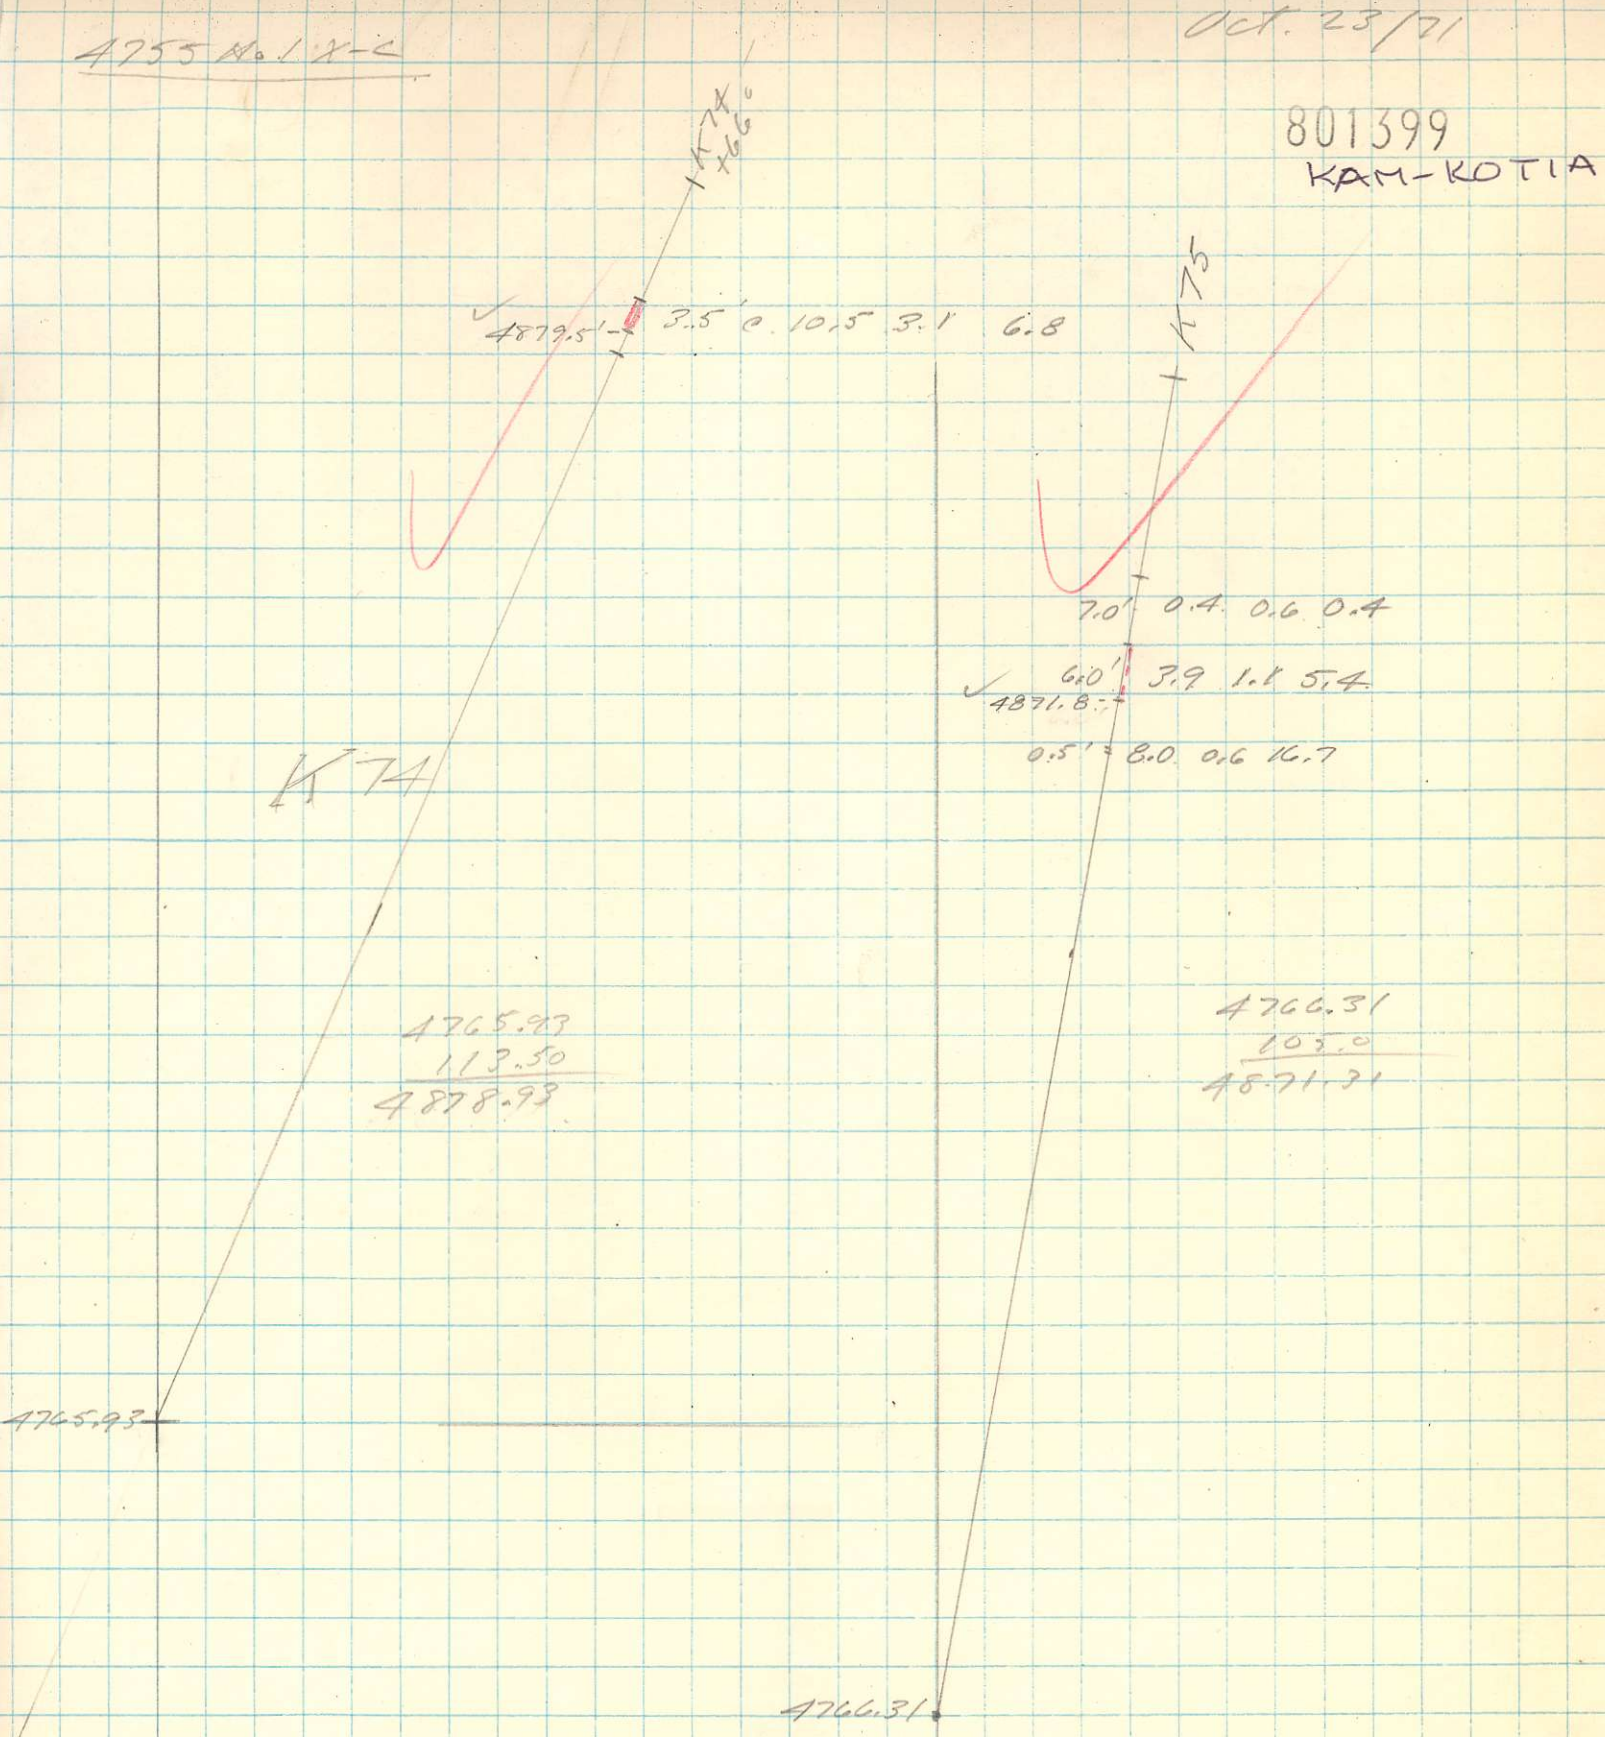 4755 No. 1 X-C
Oct. 23/71
801399
KAM-KOTIA
K74
+66°
K75
4879.5' 3.5' @ 10.5 3.1 6.8
7.0' 0.4 0.6 0.4
6.0' 3.9 1.1 5.4
4871.8
0.5' = 8.0 0.6 16.7
K 74
4765.93
113.50
4878.93
4766.31
105.0
4871.31
4765.93
4766.31